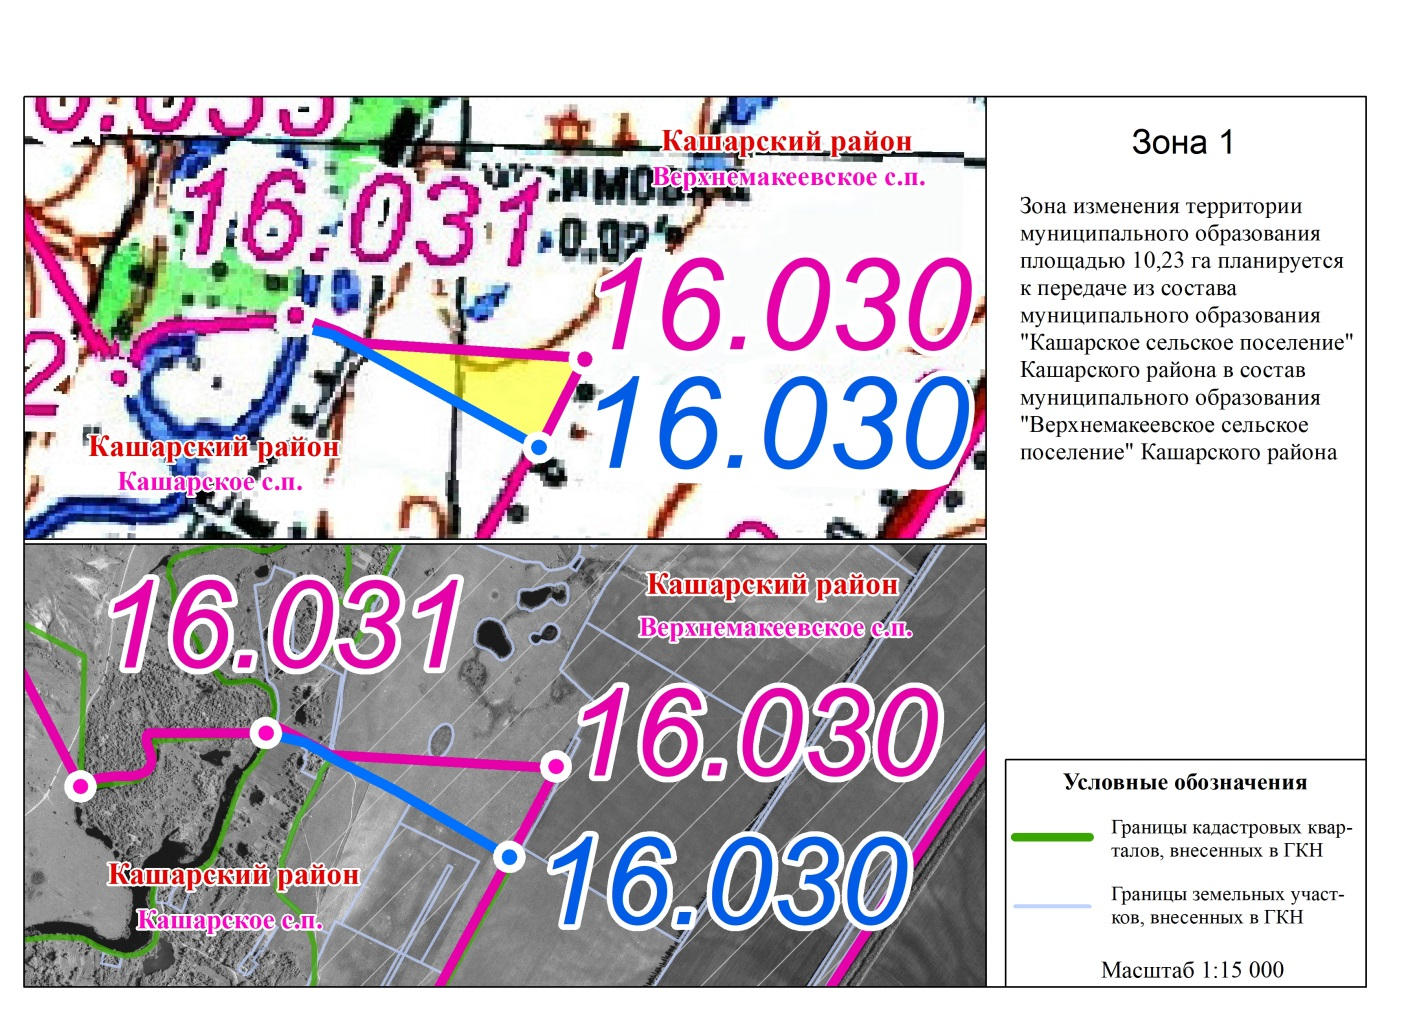 16.031
Кашарский район
Верхнемакеевское с.п.
0.02
16.030
16.030
Кашарский район
Кашарское с.п.
16.031
Кашарский район
Верхнемакеевское с.п.
16.030
16.030
Кашарский район
Кашарское с.п.
Зона 1
Зона изменения территории
муниципального образования
площадью 10,23 га планируется
к передаче из состава
муниципального образования
"Кашарское сельское поселение"
Кашарского района в состав
муниципального образования
"Верхнемакеевское сельское
поселение" Кашарского района
Условные обозначения
Границы кадастровых квар-
талов, внесенных в ГКН
Границы земельных участ-
ков, внесенных в ГКН
Масштаб 1:15 000